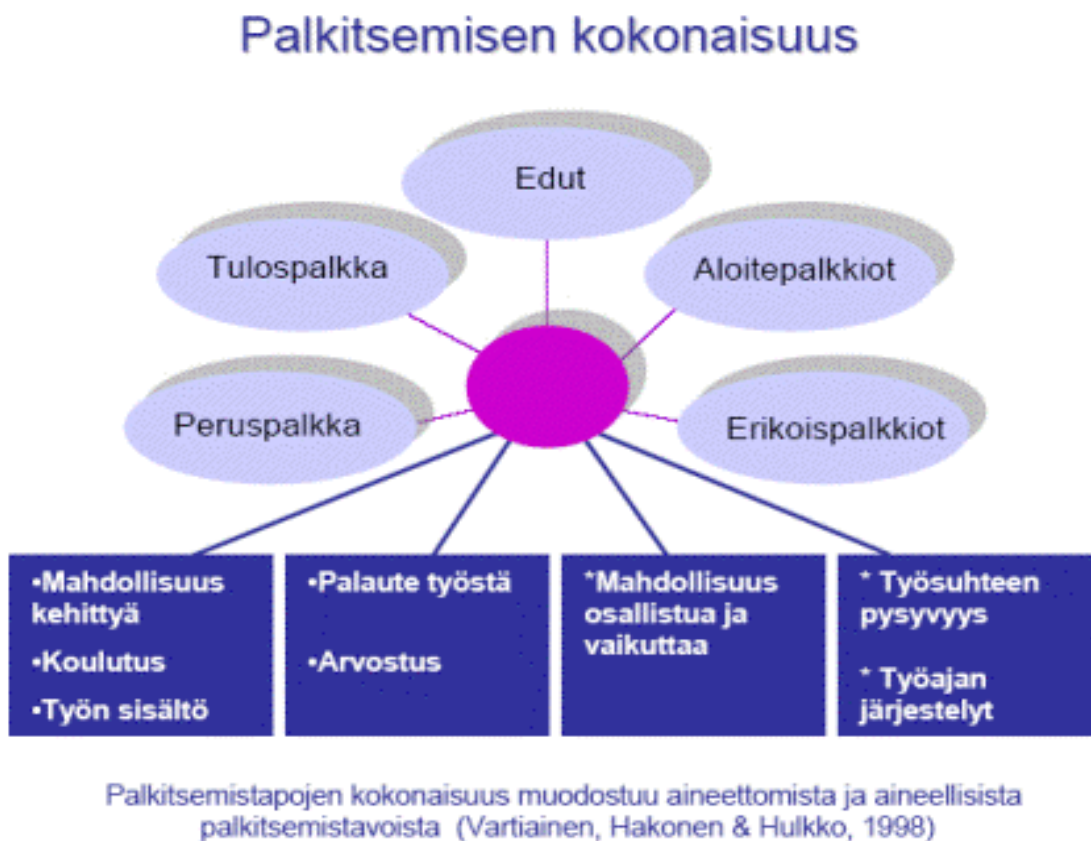 Palkitsemisen kokonaisuus
Edut
Tulospalkka
Aloitepalkkiot
Peruspalkka
Erikoispalkkiot
•Mahdollisuus
kehittyä
•Koulutus
•Työn sisältö
•Palaute työstä
•Arvostus
*Mahdollisuus
osallistua ja
vaikuttaa
* Työsuhteen
pysyvyys
* Työajan
järjestelyt
Palkitsemistapojen kokonaisuus muodostuu aineettomista ja aineellisista
palkitsemistavoista (Vartiainen, Hakonen & Hulkko, 1998)